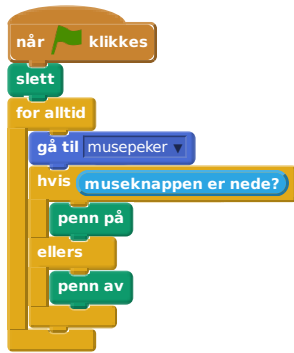 når klikkes
slett
for alltid
gå til musepeker
hvis museknappen er nede?
penn på
ellers
penn av